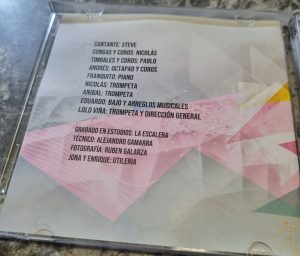 CANTANTE: STEVE
CONGAS Y COROS: NICOLÁS
TIMBALES Y COROS: PABLO
ANDRÉS: OCTAPAD Y COROS
FRANQUITO: PIANO
NICOLÁS: TROMPETA
ANIBAL: TROMPETA
EDUARDO: BAJO Y ARREGLOS MUSICALES
LOLO VIÑA: TROMPETA Y DIRECCIÓN GENERAL
GRABADO EN ESTUDIOS: LA ESCALERA
TÉCNICO: ALEJANDRO GAMARRA
FOTOGRAFÍA: RUBEN GALARZA
JONA Y ENRIQUE: UTILERIA